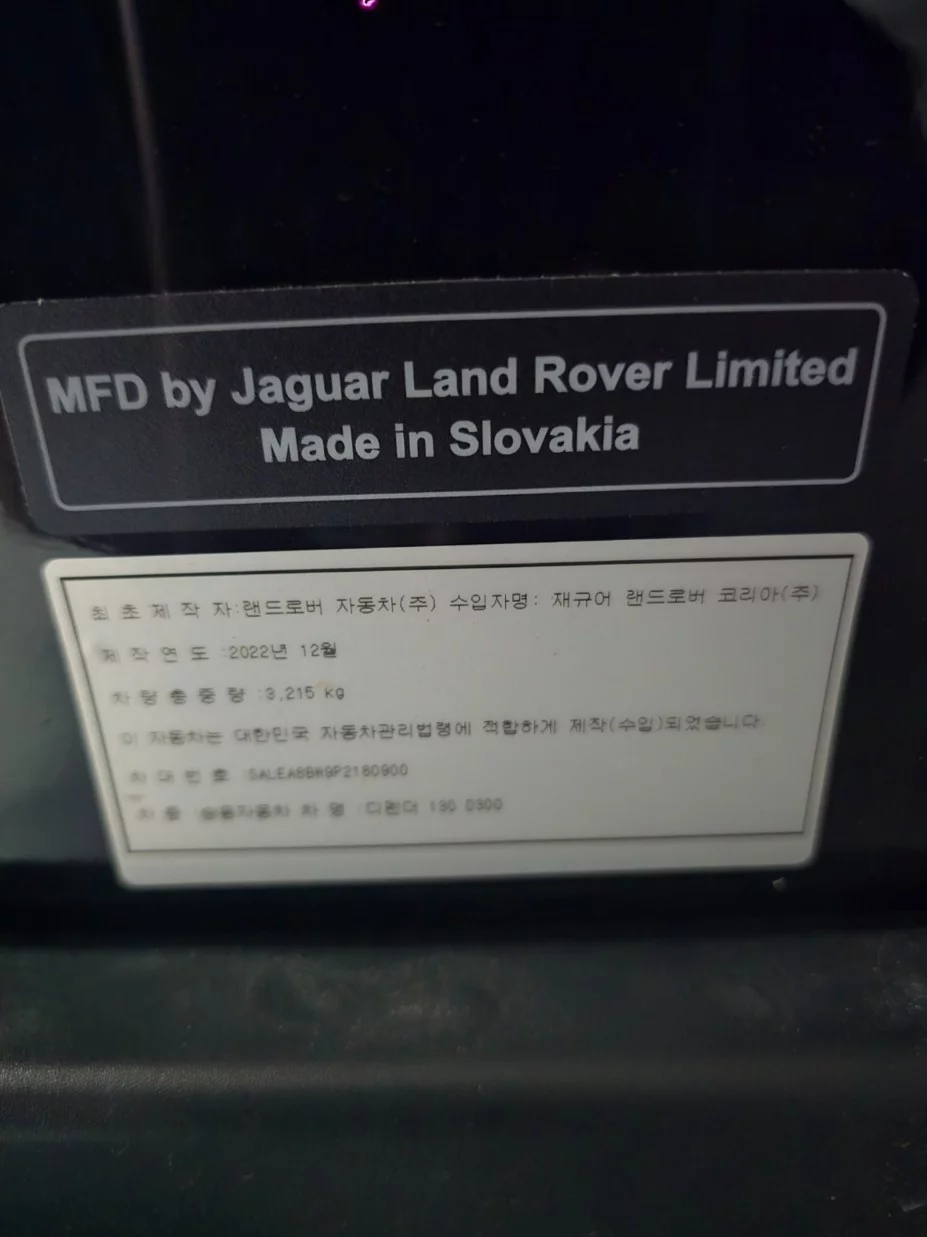 MFD by Jaguar Land Rover Limited
Made in Slovakia
최 초 제 작 자:랜드로버 자동차(주) 수입자명: 재규어 랜드로버 코리아(주)
제 작 연 도 :2022년 12월
차 량 총 중 량 :3,215 kg
이 자동차는 대한민국 자동차관리법령에 적합하게 제작(수입)되었습니다
차 대 번 호
차 종 :승용자동차 차 명 :디펜더 130 D300